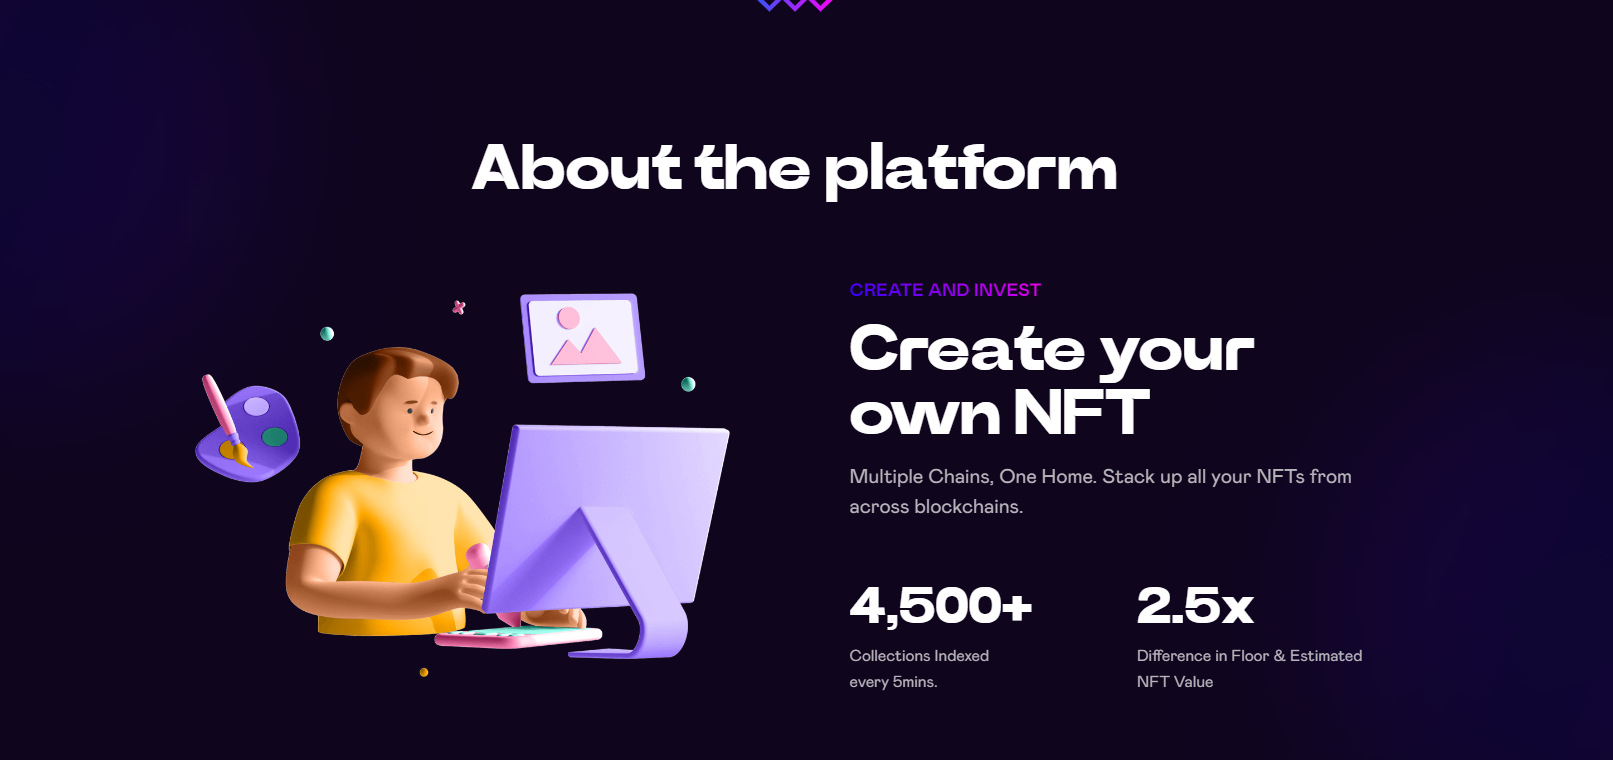 About the platform
CREATE AND INVEST
Create your
own NFT
Multiple Chains, One Home. Stack up all your NFTs from
across blockchains.
4,500+
Collections Indexed
every 5mins.
2.5x
Difference in Floor & Estimated
NFT Value